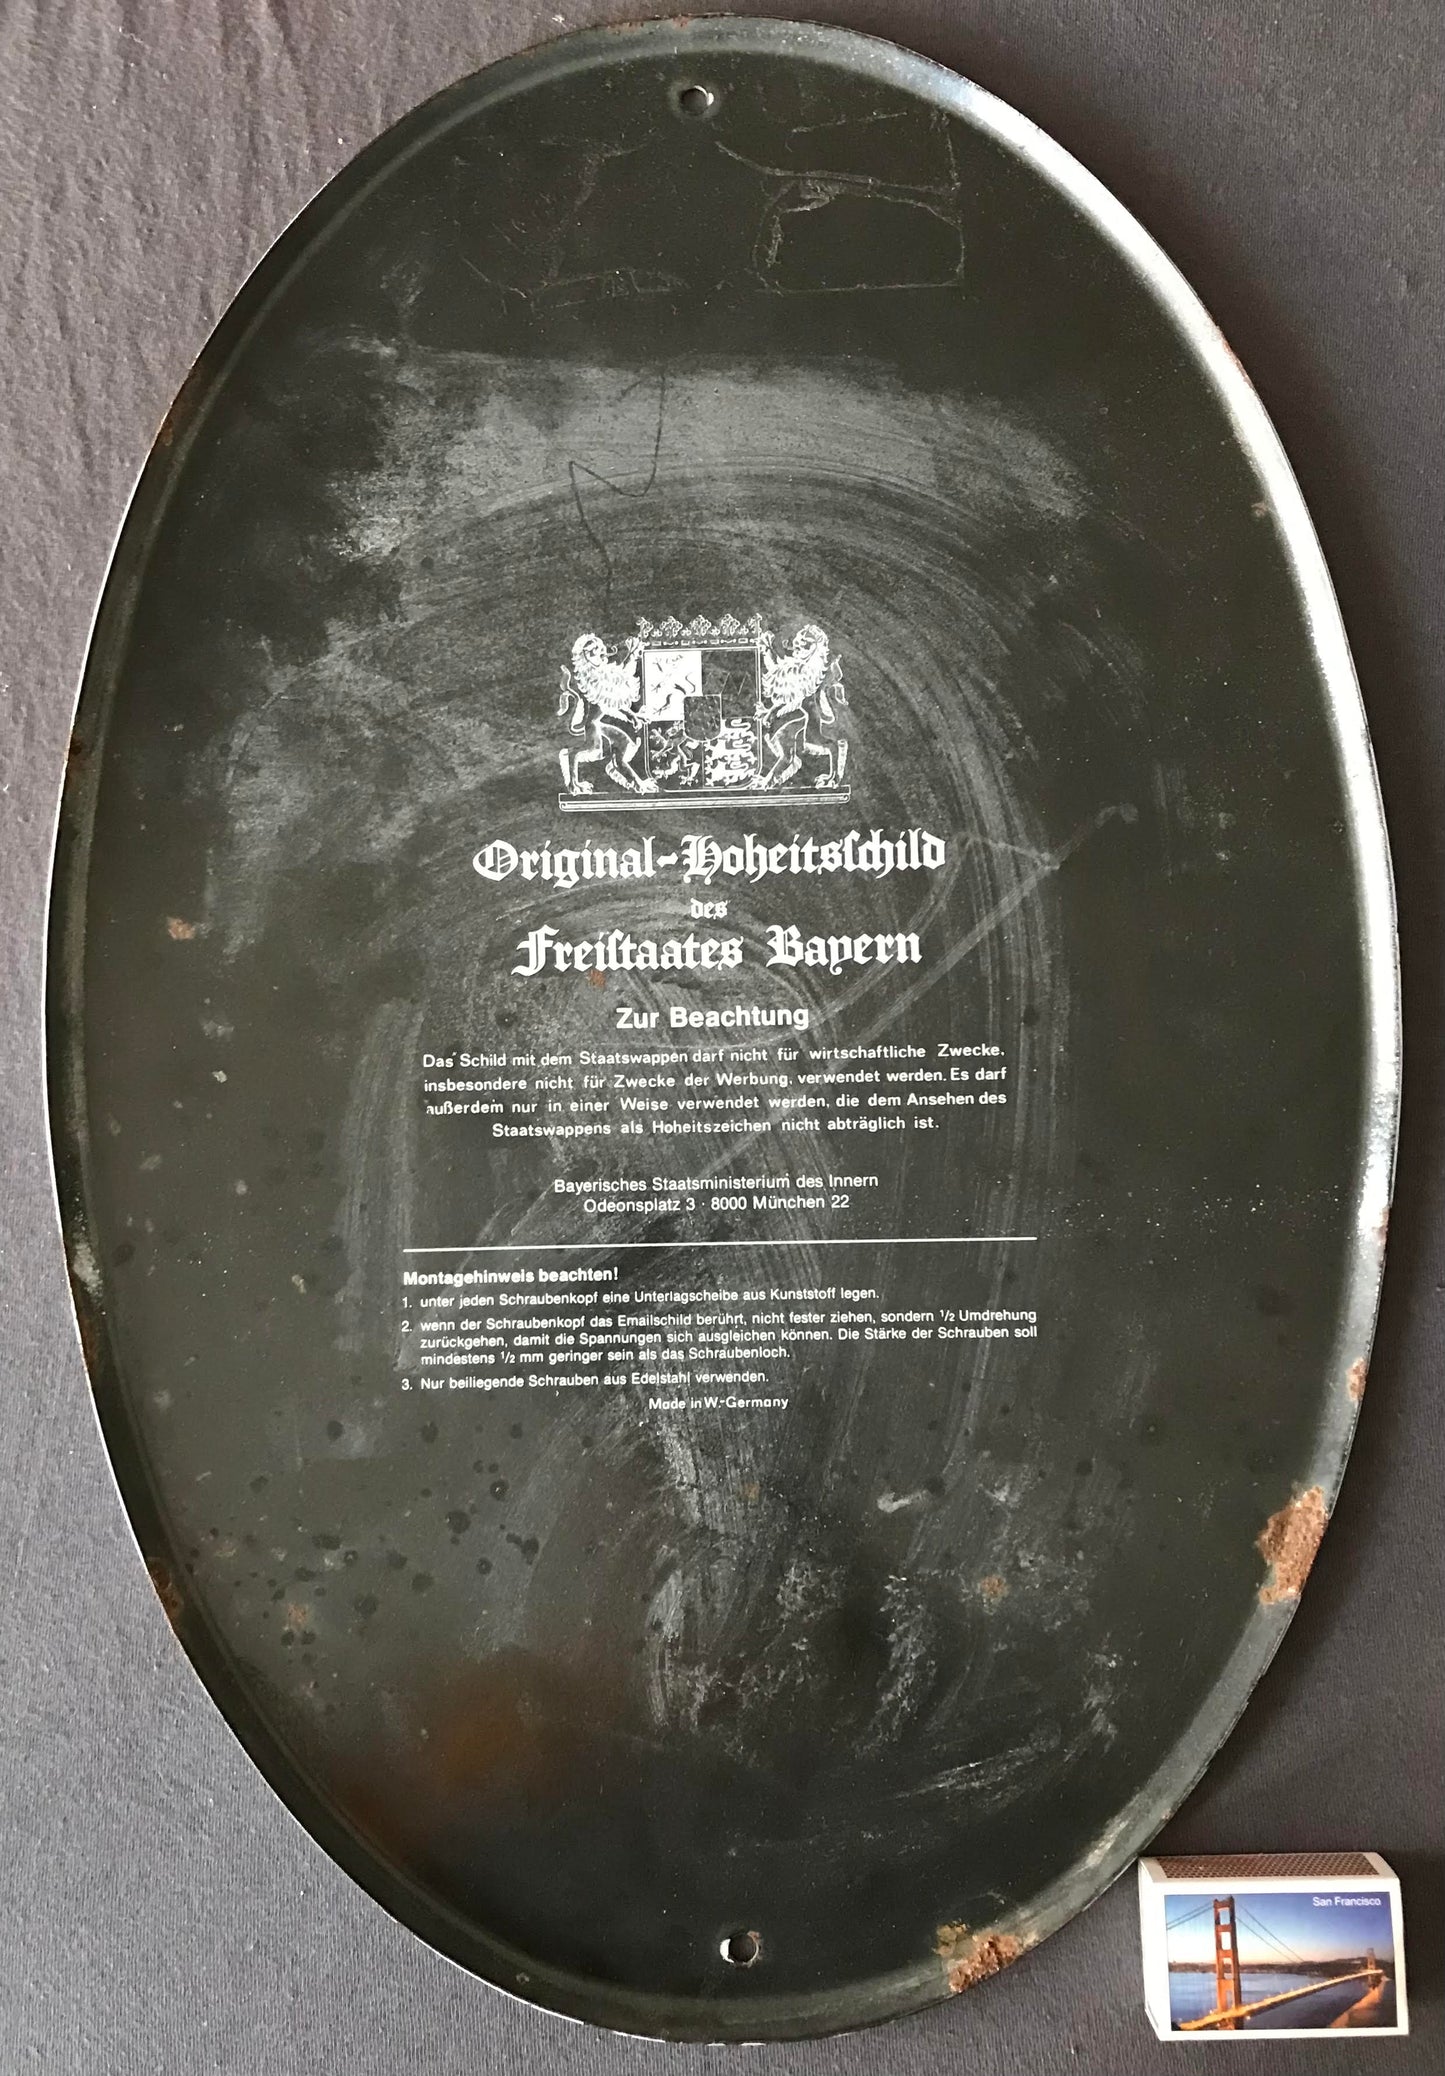 Original-Hoheitsſchild
des
Freiſtaates Bayern
Zur Beachtung
Das Schild mit dem Staatswappen darf nicht für wirtschaftliche Zwecke,
insbesondere nicht für Zwecke der Werbung, verwendet werden. Es darf
außerdem nur in einer Weise verwendet werden, die dem Ansehen des
Staatswappens als Hoheitszeichen nicht abträglich ist.
Bayerisches Staatsministerium des Innern
Odeonsplatz 3 · 8000 München 22
Montagehinweis beachten!
1. unter jeden Schraubenkopf eine Unterlagscheibe aus Kunststoff legen.
2. wenn der Schraubenkopf das Emailschild berührt, nicht fester ziehen, sondern ½ Umdrehung
zurückgehen, damit die Spannungen sich ausgleichen können. Die Stärke der Schrauben soll
mindestens ½ mm geringer sein als das Schraubenloch.
3. Nur beiliegende Schrauben aus Edelstahl verwenden.
Made in W.-Germany
San Francisco